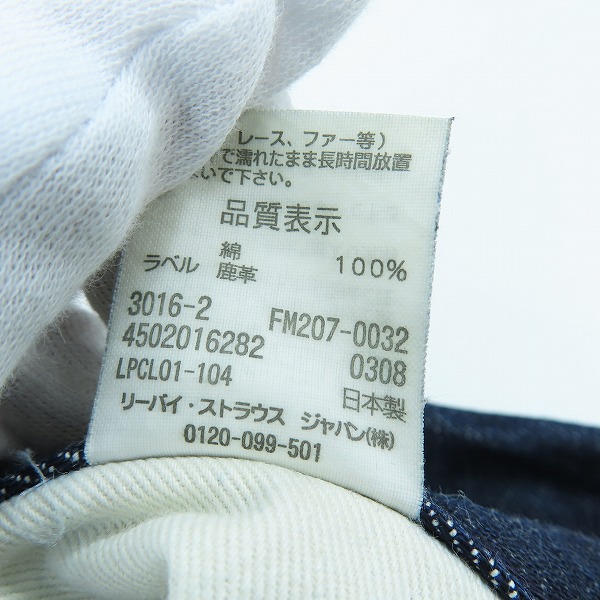 レース、ファー等)
で濡れたまま長時間放置
いで下さい。
品質表示
綿 100%
ラベル 鹿革
3016-2 FM207-0032
4502016282 0308
LPCL01-104 日本製
リーバイ・ストラウス ジャパン(株)
0120-099-501